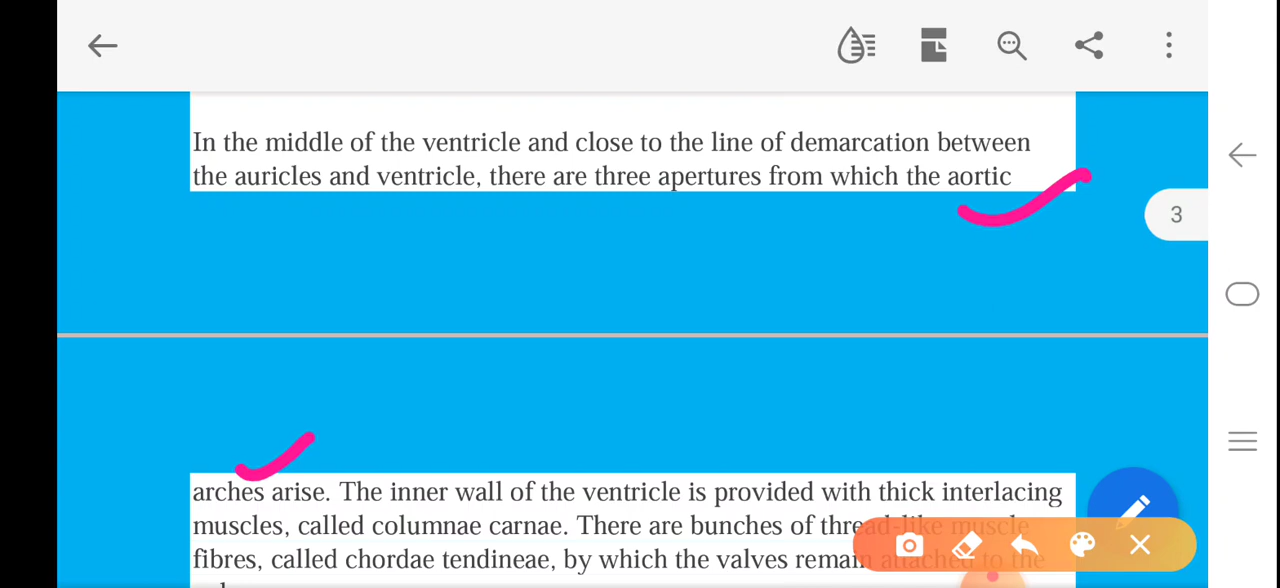 In the middle of the ventricle and close to the line of demarcation between
the auricles and ventricle, there are three apertures from which the aortic
3
arches arise. The inner wall of the ventricle is provided with thick interlacing
muscles, called columnae carnae. There are bunches of thread-like muscle
fibres, called chordae tendineae, by which the valves remain attached to the